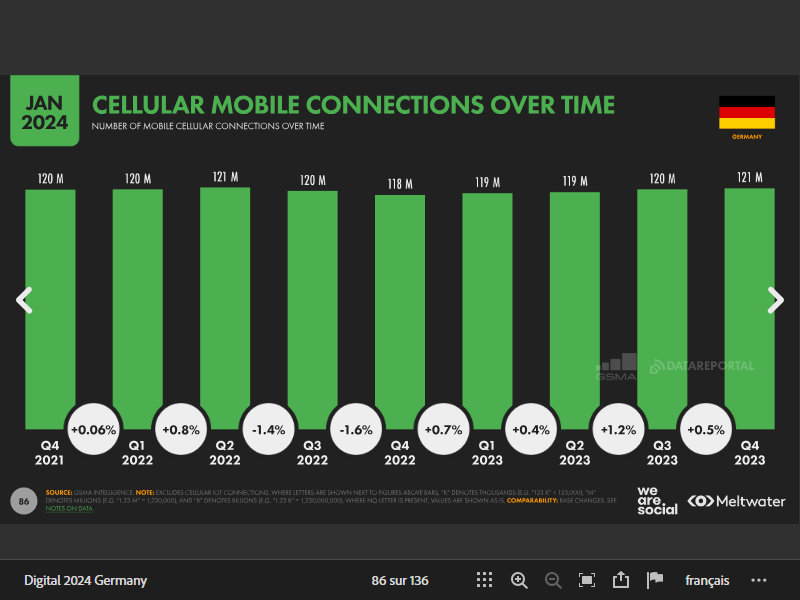 JAN
2024
CELLULAR MOBILE CONNECTIONS OVER TIME
NUMBER OF MOBILE CELLULAR CONNECTIONS OVER TIME
GERMANY
120 M 120 M 121 M 120 M 118 M 119 M 119 M 120 M 121 M
GSMA DATAREPORTAL
+0.06% +0.8% -1.4% -1.6% +0.7% +0.4% +1.2% +0.5%
Q4 Q1 Q2 Q3 Q4 Q1 Q2 Q3 Q4
2021 2022 2022 2022 2022 2023 2023 2023 2023
86
SOURCE: GSMA INTELLIGENCE. NOTE: EXCLUDES CELLULAR IOT CONNECTIONS. WHERE LETTERS ARE SHOWN NEXT TO FIGURES ABOVE BARS, "K" DENOTES THOUSANDS (E.G. "123 K" = 123,000), "M"
DENOTES MILLIONS (E.G. "1.23 M" = 1,230,000), AND "B" DENOTES BILLIONS (E.G. "1.23 B" = 1,230,000,000). WHERE NO LETTER IS PRESENT, VALUES ARE SHOWN AS IS. COMPARABILITY: BASE CHANGES. SEE
NOTES ON DATA.
we
are.
social
Meltwater
Digital 2024 Germany
86 sur 136
français